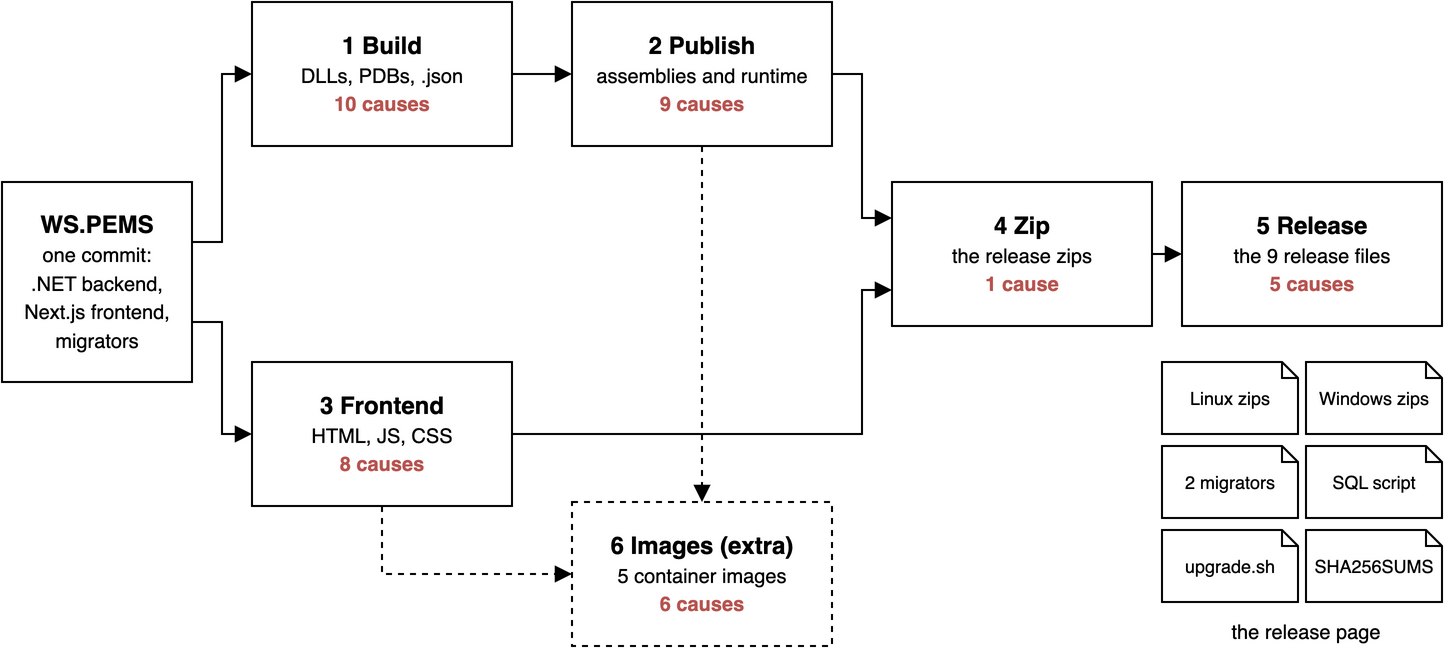 1 Build
DLLs, PDBs, .json
10 causes
2 Publish
assemblies and runtime
9 causes
WS.PEMS
one commit:
.NET backend,
Next.js frontend,
migrators
4 Zip
the release zips
1 cause
5 Release
the 9 release files
5 causes
3 Frontend
HTML, JS, CSS
8 causes
6 Images (extra)
5 container images
6 causes
Linux zips
Windows zips
2 migrators
SQL script
upgrade.sh
SHA256SUMS
the release page